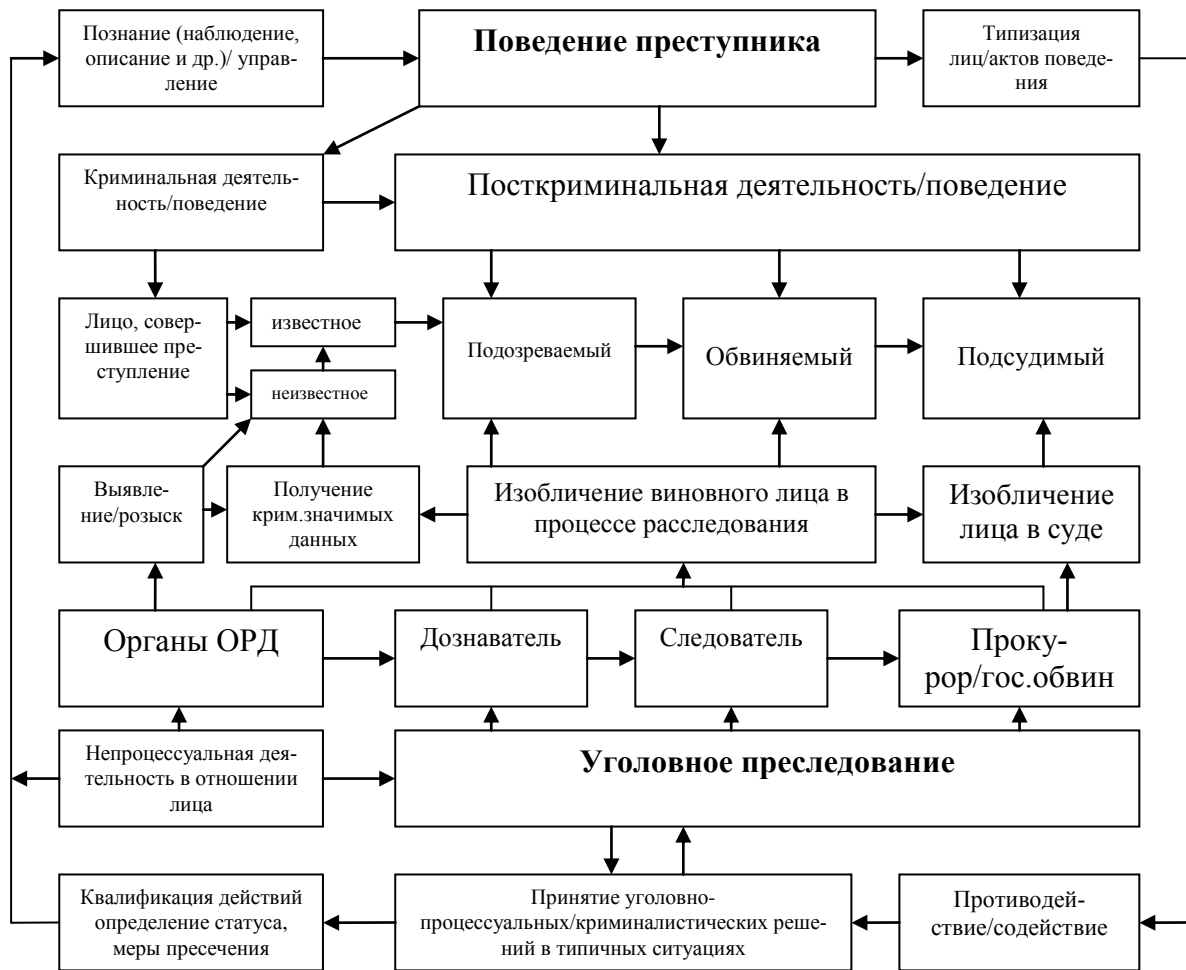 Познание (наблюдение,
описание и др.)/ управ-
ление
Поведение преступника
Типизация
лиц/актов поведе-
ния
Криминальная деятель-
ность/поведение
Посткриминальная деятельность/поведение
Лицо, совер-
шившее пре-
ступление
известное
неизвестное
Подозреваемый
Обвиняемый
Подсудимый
Выявле-
ние/розыск
Получение
крим.значимых
данных
Изобличение виновного лица в
процессе расследования
Изобличение
лица в суде
Органы ОРД
Дознаватель
Следователь
Проку-
рор/гос.обвин
Непроцессуальная дея-
тельность в отношении
лица
Уголовное преследование
Квалификация действий
определение статуса,
меры пресечения
Принятие уголовно-
процессуальных/криминалистических реше-
ний в типичных ситуациях
Противодей-
ствие/содействие